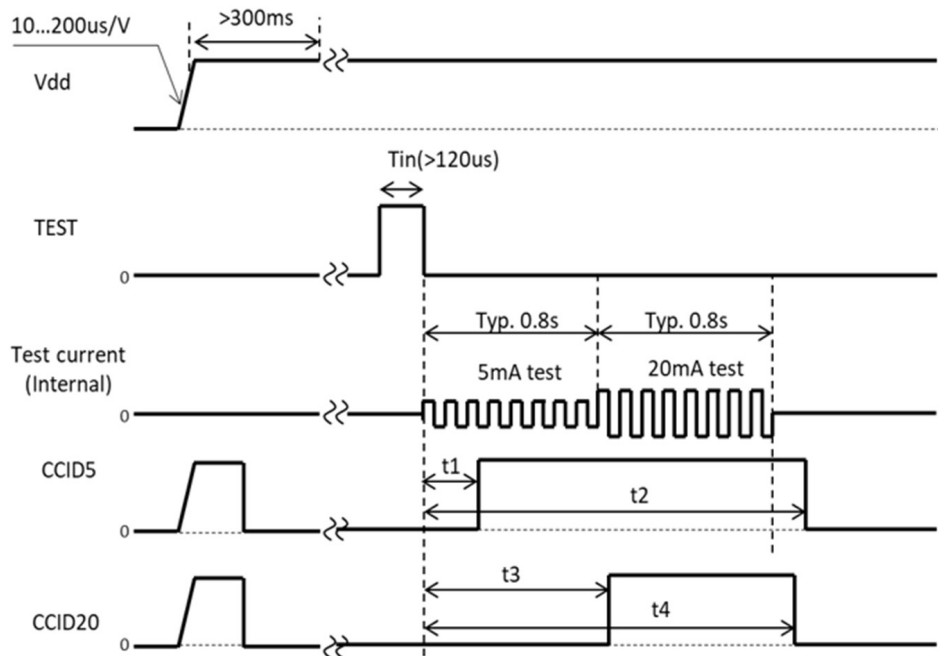 >300ms
10...200us/V
Vdd
Tin(>120us)
TEST
0
Typ. 0.8s
Typ. 0.8s
Test current
(Internal)
5mA test
20mA test
0
CCID5
t1
t2
0
t3
CCID20
t4
0